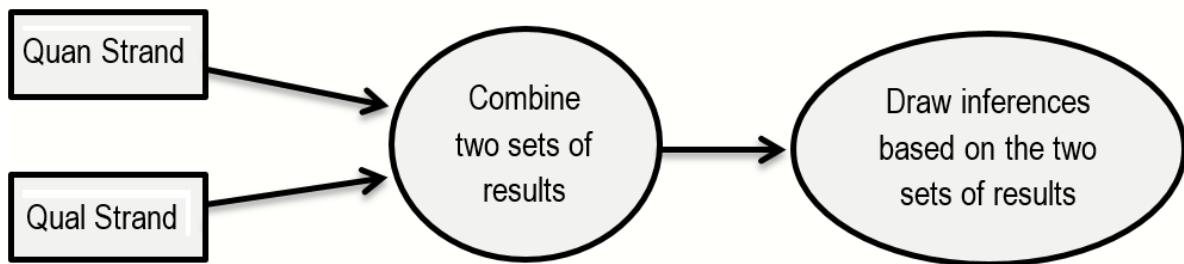 Quan Strand
Qual Strand
Combine
two sets of
results
Draw inferences
based on the two
sets of results